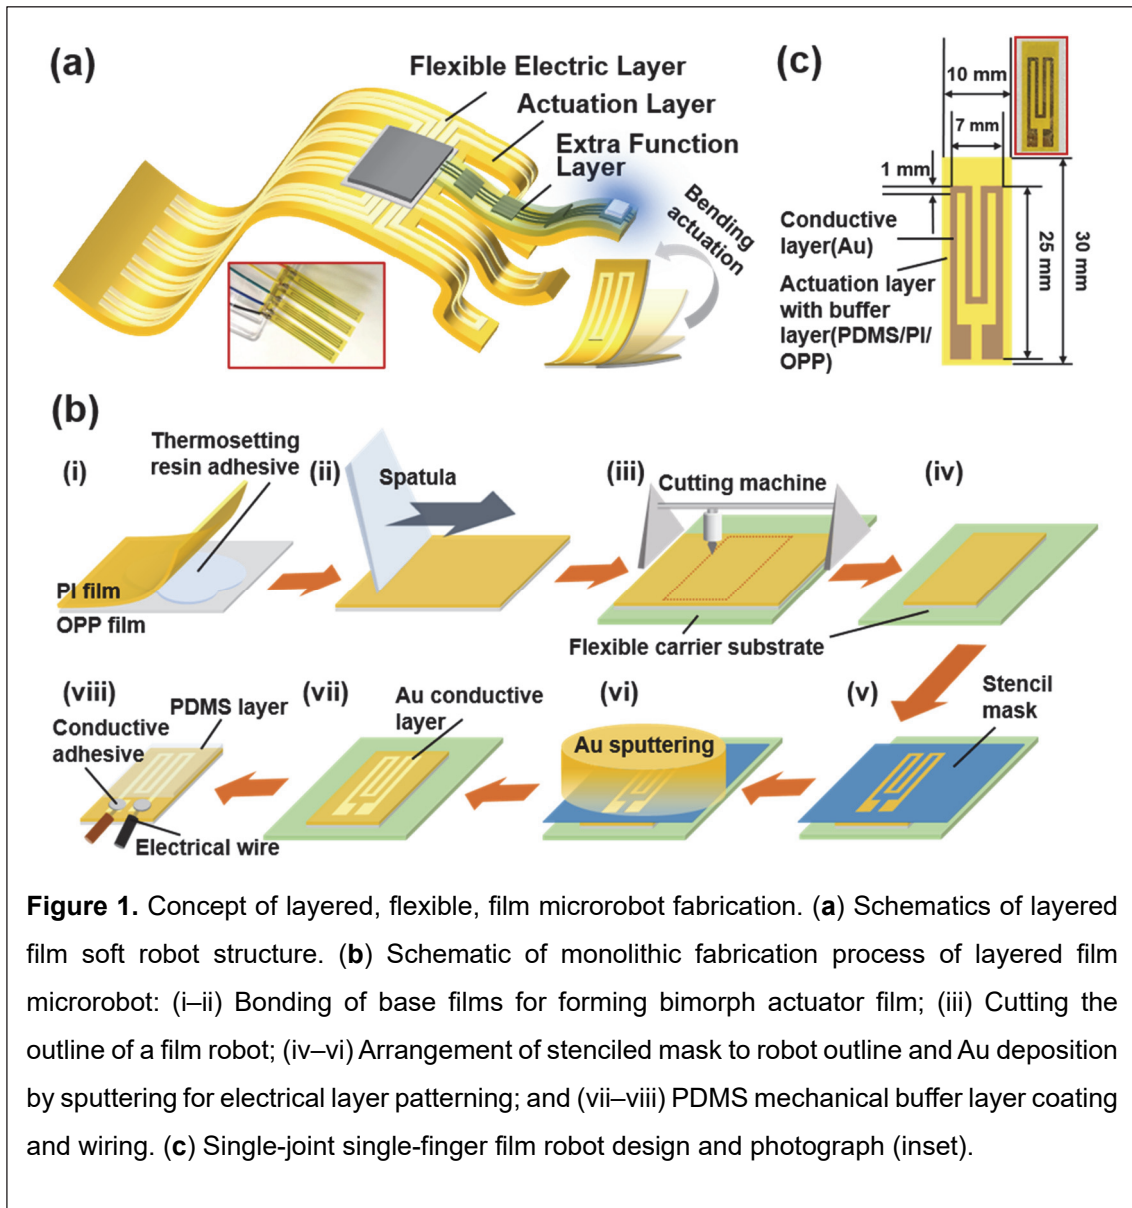 (a)
Flexible Electric Layer
Actuation Layer
Extra Function
Layer
Bending
actuation
(c)
10 mm
7 mm
1 mm
Conductive
layer(Au)
Actuation layer
with buffer
layer(PDMS/PI/
OPP)
25 mm
30 mm
(b)
(i)
Thermosetting
resin adhesive
PI film
OPP film
(ii)
Spatula
(iii)
Cutting machine
Flexible carrier substrate
(iv)
(v)
Stencil
mask
(vi)
Au sputtering
(vii)
Au conductive
layer
(viii)
PDMS layer
Conductive
adhesive
Electrical wire
Figure 1. Concept of layered, flexible, film microrobot fabrication. (a) Schematics of layered
film soft robot structure. (b) Schematic of monolithic fabrication process of layered film
microrobot: (i–ii) Bonding of base films for forming bimorph actuator film; (iii) Cutting the
outline of a film robot; (iv–vi) Arrangement of stenciled mask to robot outline and Au deposition
by sputtering for electrical layer patterning; and (vii–viii) PDMS mechanical buffer layer coating
and wiring. (c) Single-joint single-finger film robot design and photograph (inset).